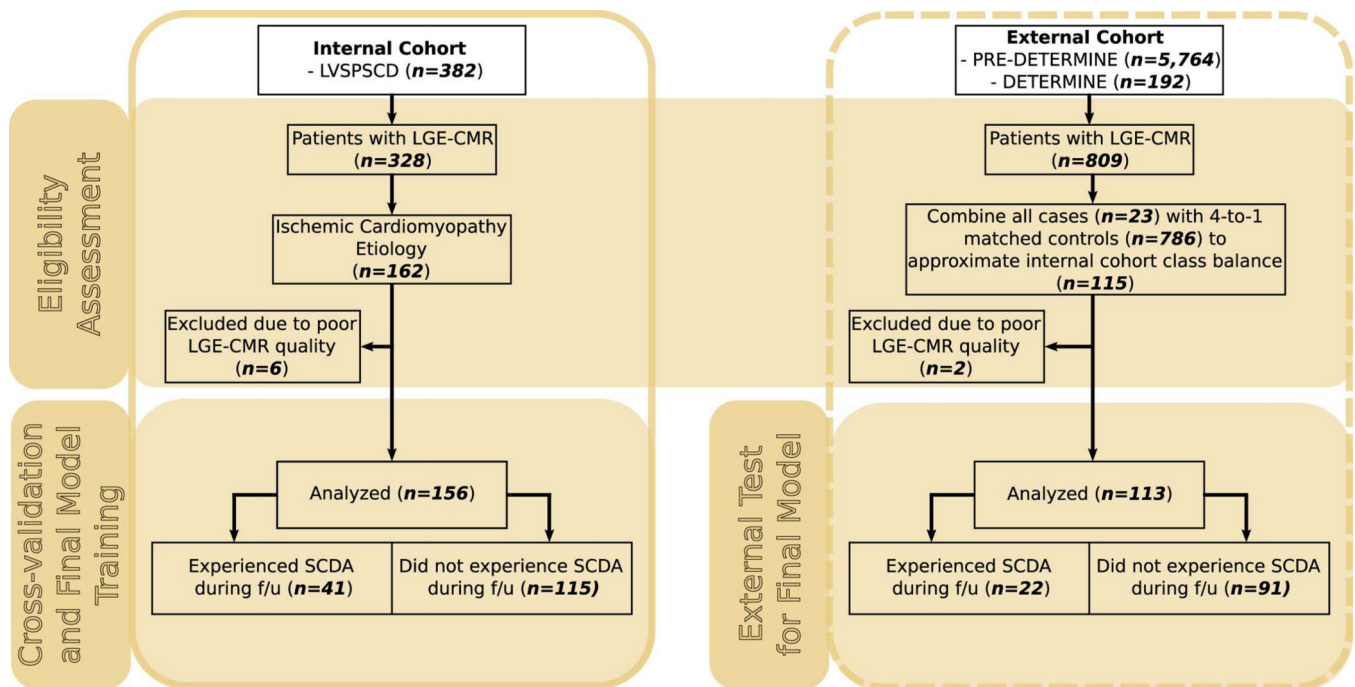 Internal Cohort
- LVSPSCD (n=382)
External Cohort
- PRE-DETERMINE (n=5,764)
- DETERMINE (n=192)
Eligibility
Assessment
Patients with LGE-CMR
(n=328)
Ischemic Cardiomyopathy
Etiology
(n=162)
Excluded due to poor
LGE-CMR quality
(n=6)
Patients with LGE-CMR
(n=809)
Combine all cases (n=23) with 4-to-1
matched controls (n=786) to
approximate internal cohort class balance
(n=115)
Excluded due to poor
LGE-CMR quality
(n=2)
Cross-validation
and Final Model
Training
Analyzed (n=156)
Experienced SCDA
during f/u (n=41)
Did not experience SCDA
during f/u (n=115)
External Test
for Final Model
Analyzed (n=113)
Experienced SCDA
during f/u (n=22)
Did not experience SCDA
during f/u (n=91)